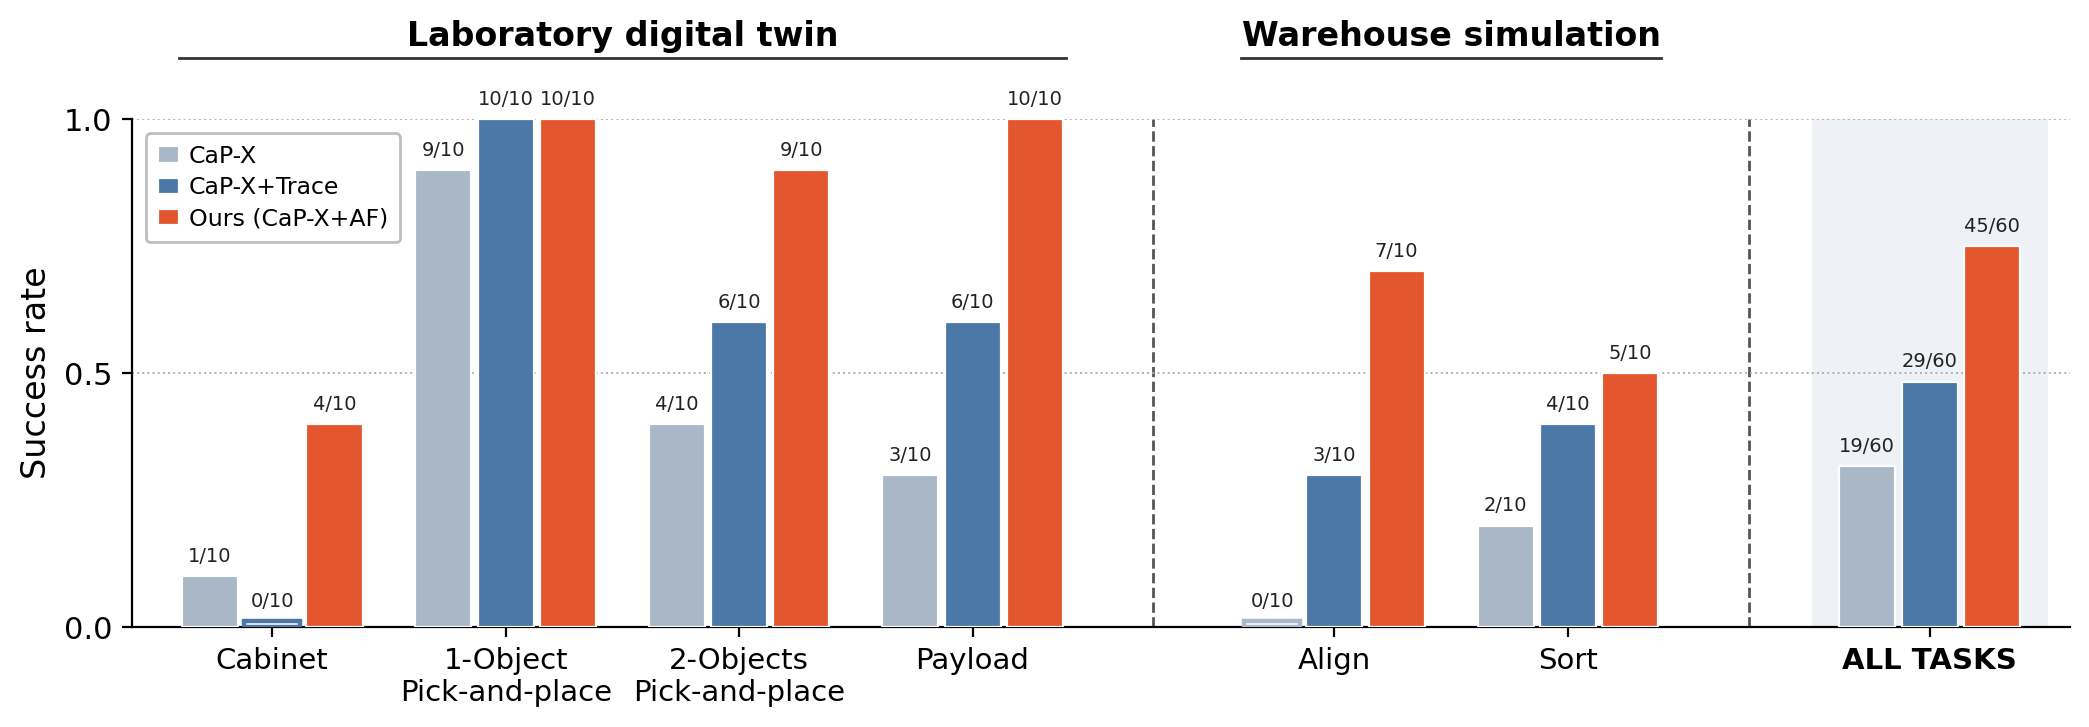 Laboratory digital twin
Warehouse simulation
Success rate
1.0
0.5
0.0
CaP-X
CaP-X+Trace
Ours (CaP-X+AF)
1/10
0/10
4/10
9/10
10/10
10/10
4/10
6/10
9/10
3/10
6/10
10/10
0/10
3/10
7/10
2/10
4/10
5/10
19/60
29/60
45/60
Cabinet
1-Object
Pick-and-place
2-Objects
Pick-and-place
Payload
Align
Sort
ALL TASKS